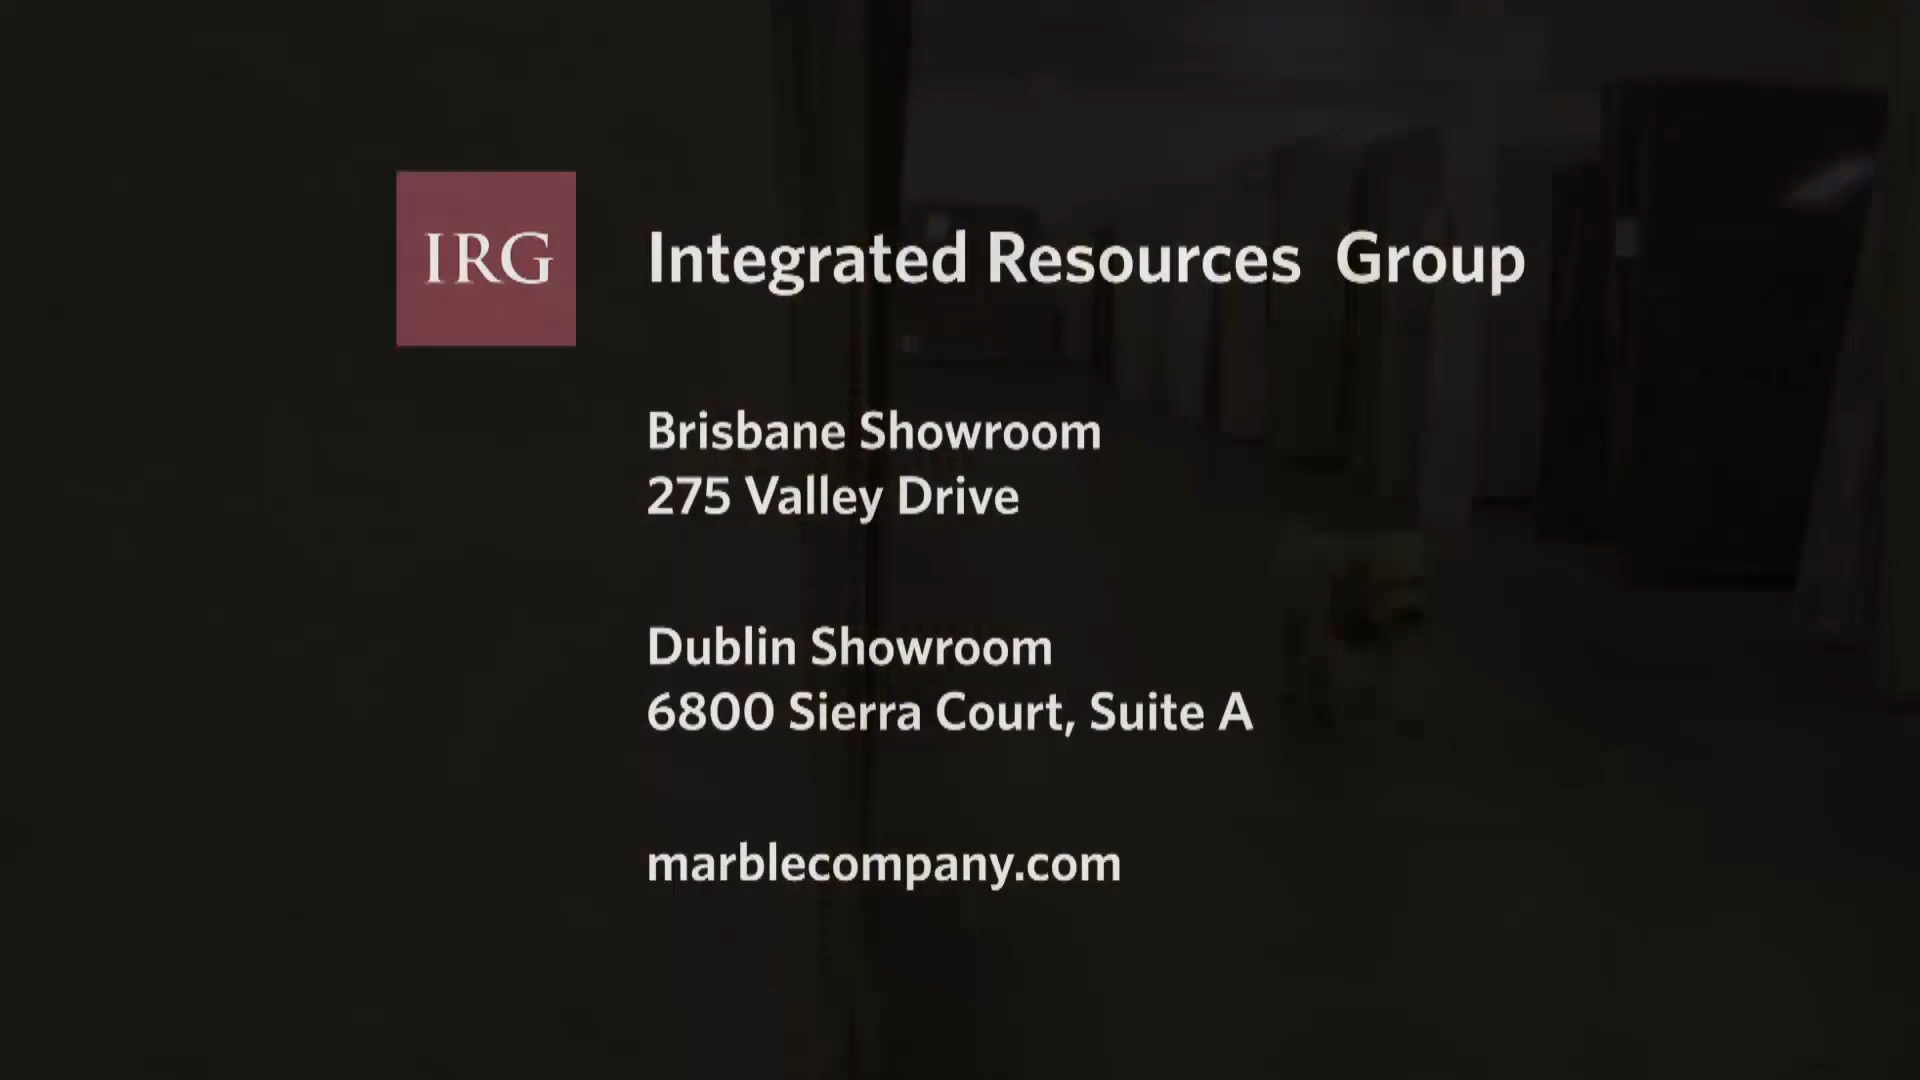 IRG
Integrated Resources Group
Brisbane Showroom
275 Valley Drive
Dublin Showroom
6800 Sierra Court, Suite A
marblecompany.com